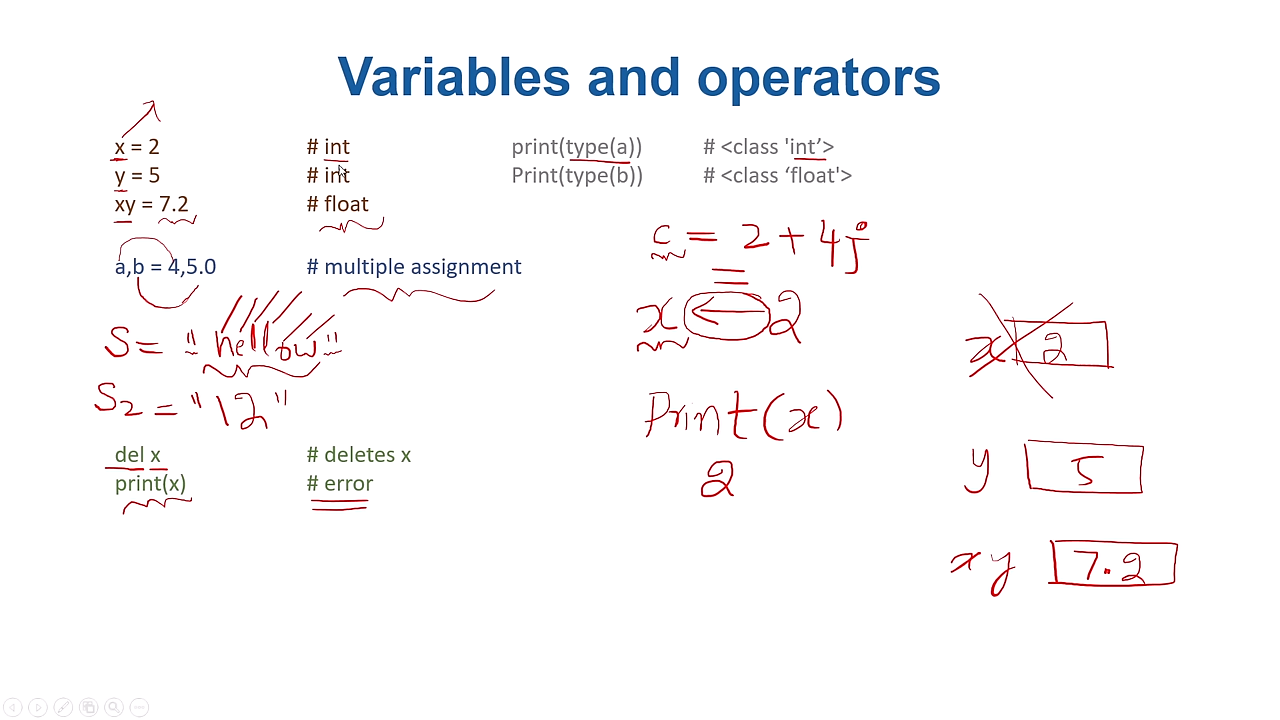 Variables and operators
x = 2 # int print(type(a)) # <class 'int’>
y = 5 # int Print(type(b)) # <class ‘float'>
xy = 7.2 # float
c = 2 + 4j
a,b = 4,5.0 # multiple assignment
x ← 2
S = "hellow"
x 2
S2 = "12"
Print(x)
del x # deletes x
y 5
print(x) # error
2
xy 7.2